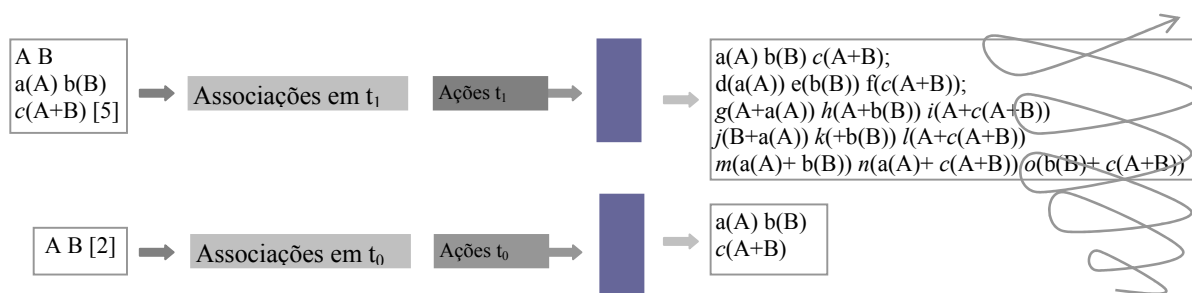 A B
a(A) b(B)
c(A+B) [5]
Associações em t₁
Ações t₁
a(A) b(B) c(A+B);
d(a(A)) e(b(B)) f(c(A+B));
g(A+a(A)) h(A+b(B)) i(A+c(A+B))
j(B+a(A)) k(+b(B)) l(A+c(A+B))
m(a(A)+ b(B)) n(a(A)+ c(A+B)) o(b(B)+ c(A+B))
A B [2]
Associações em t₀
Ações t₀
a(A) b(B)
c(A+B)